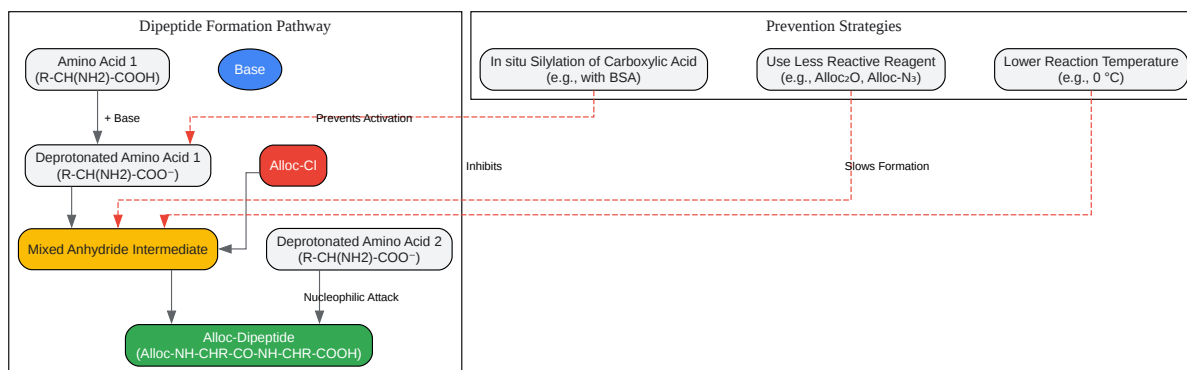 Dipeptide Formation Pathway
Prevention Strategies
Amino Acid 1
(R-CH(NH2)-COOH)
Base
In situ Silylation of Carboxylic Acid
(e.g., with BSA)
Use Less Reactive Reagent
(e.g., Alloc₂O, Alloc-N₃)
Lower Reaction Temperature
(e.g., 0 °C)
+ Base
Prevents Activation
Deprotonated Amino Acid 1
(R-CH(NH2)-COO⁻)
Alloc-Cl
Inhibits
Slows Formation
Mixed Anhydride Intermediate
Deprotonated Amino Acid 2
(R-CH(NH2)-COO⁻)
Nucleophilic Attack
Alloc-Dipeptide
(Alloc-NH-CHR-CO-NH-CHR-COOH)